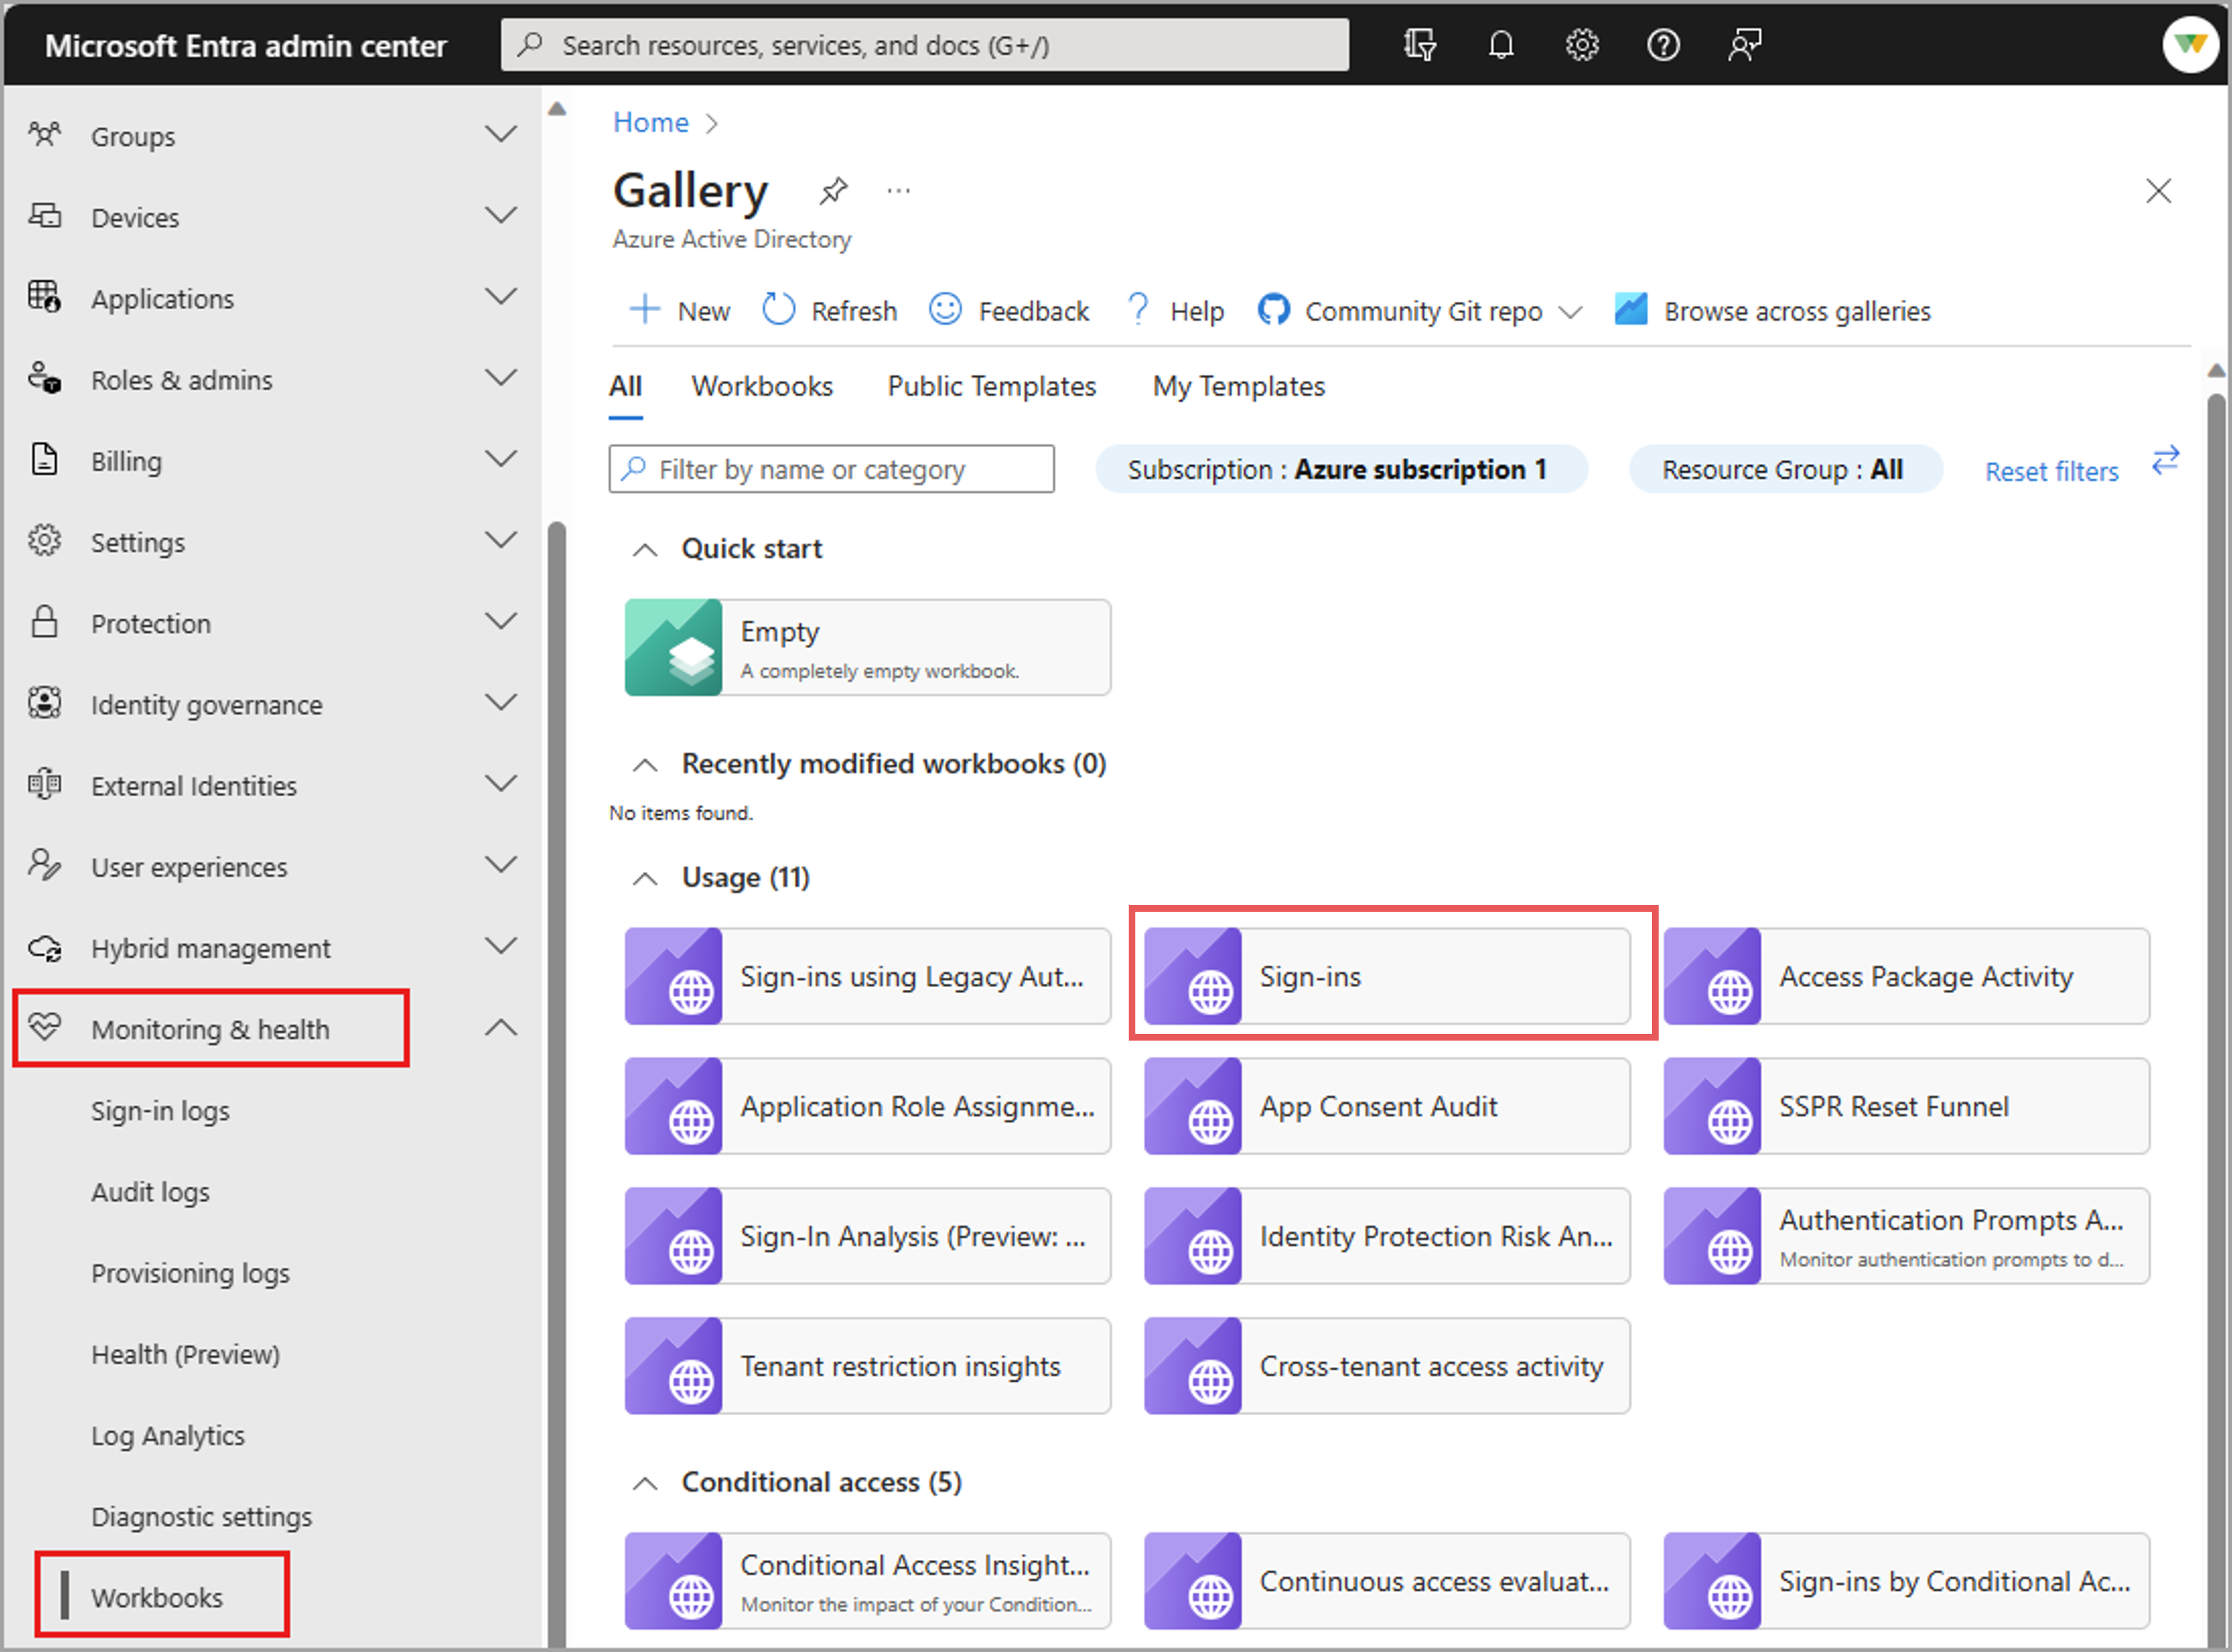 Microsoft Entra admin center
Search resources, services, and docs (G+/)
Groups
Devices
Applications
Roles & admins
Billing
Settings
Protection
Identity governance
External Identities
User experiences
Hybrid management
Monitoring & health
Sign-in logs
Audit logs
Provisioning logs
Health (Preview)
Log Analytics
Diagnostic settings
Workbooks
Home
Gallery
Azure Active Directory
New Refresh Feedback Help Community Git repo Browse across galleries
All Workbooks Public Templates My Templates
Filter by name or category Subscription : Azure subscription 1 Resource Group : All Reset filters
Quick start
Empty
A completely empty workbook.
Recently modified workbooks (0)
No items found.
Usage (11)
Sign-ins using Legacy Aut...
Sign-ins
Access Package Activity
Application Role Assignme...
App Consent Audit
SSPR Reset Funnel
Sign-In Analysis (Preview: ...
Identity Protection Risk An...
Authentication Prompts A...
Monitor authentication prompts to d...
Tenant restriction insights
Cross-tenant access activity
Conditional access (5)
Conditional Access Insight...
Monitor the impact of your Condition...
Continuous access evaluat...
Sign-ins by Conditional Ac...